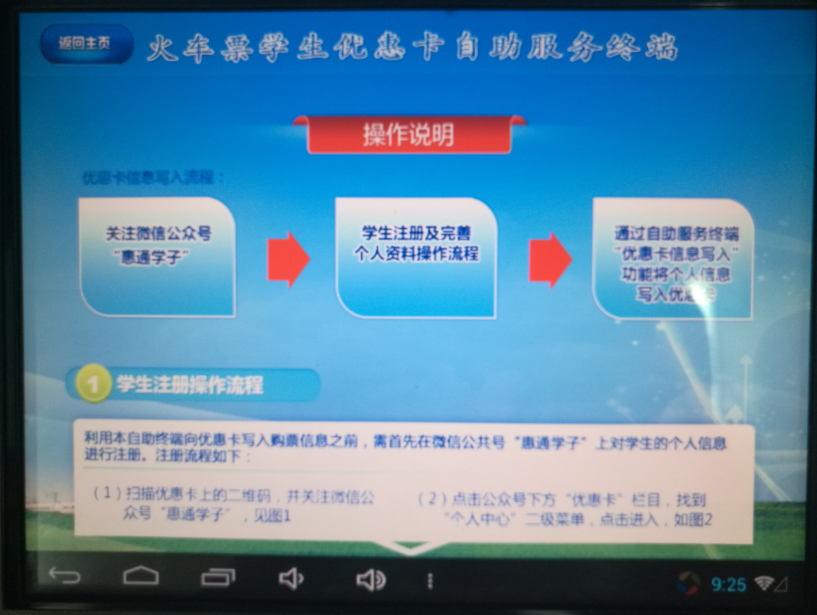 返回主页
火车票学生优惠卡自助服务终端
操作说明
优惠卡信息写入流程：
关注微信公众号
“惠通学子”
学生注册及完善
个人资料操作流程
通过自助服务终端
“优惠卡信息写入”
功能将个人信息
写入优惠
1 学生注册操作流程
利用本自助终端向优惠卡写入购票信息之前，需首先在微信公共号“惠通学子”上对学生的个人信息
进行注册。注册流程如下：
（1）扫描优惠卡上的二维码，并关注微信公
众号“惠通学子”，见图1
（2）点击公众号下方“优惠卡”栏目，找到
“个人中心”二级菜单，点击进入，如图2
9:25